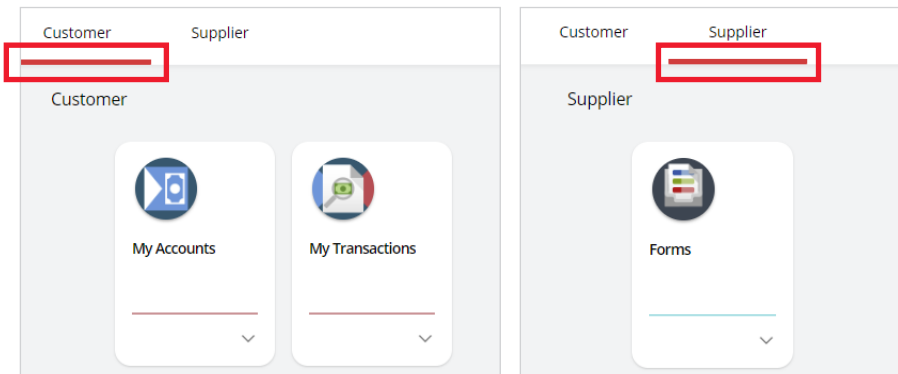 Customer Supplier
Customer
My Accounts My Transactions
Customer Supplier
Supplier
Forms